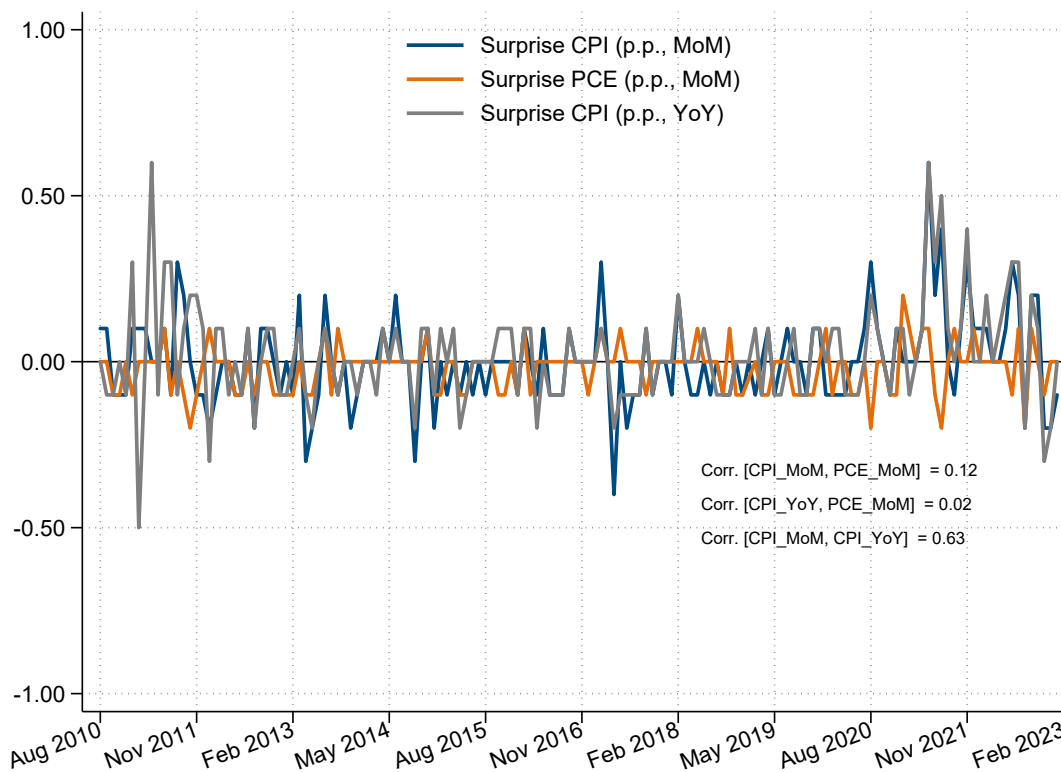 1.00
Surprise CPI (p.p., MoM)
Surprise PCE (p.p., MoM)
Surprise CPI (p.p., YoY)
0.50
0.00
Corr. [CPI_MoM, PCE_MoM]  = 0.12
Corr. [CPI_YoY, PCE_MoM]  = 0.02
-0.50
Corr. [CPI_MoM, CPI_YoY]  = 0.63
-1.00
Aug 2010
Nov 2011
Feb 2013
May 2014
Aug 2015
Nov 2016
Feb 2018
May 2019
Aug 2020
Nov 2021
Feb 2023